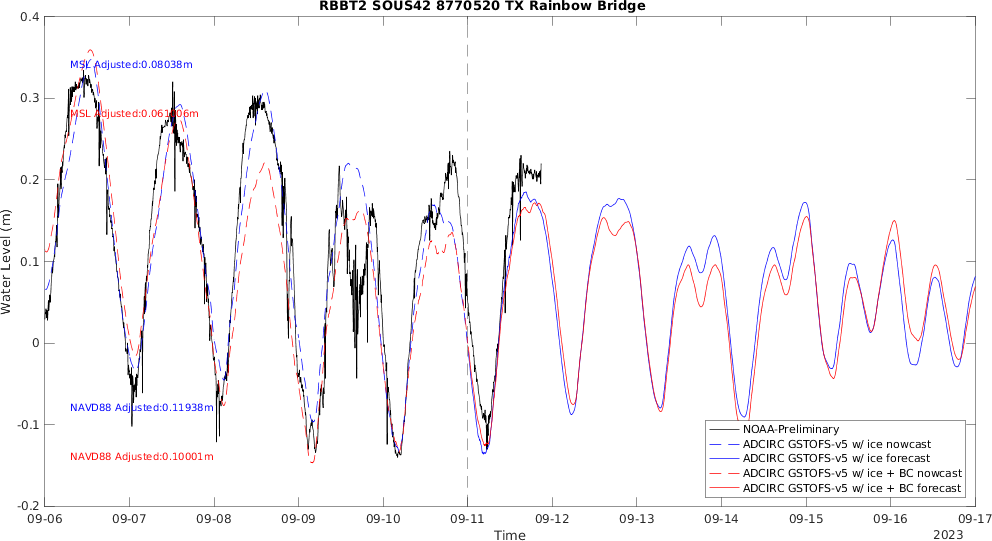 RBBT2 SOUS42 8770520 TX Rainbow Bridge
Water Level (m)
0.4
0.3
0.2
0.1
0
-0.1
-0.2
MSL Adjusted:0.08038m
NAVD88 Adjusted:0.11938m
NAVD88 Adjusted:0.10001m
MSL Adjusted:
NOAA-Preliminary
ADCIRC GSTOFS-v5 w/ ice nowcast
ADCIRC GSTOFS-v5 w/ ice forecast
ADCIRC GSTOFS-v5 w/ ice + BC nowcast
ADCIRC GSTOFS-v5 w/ ice + BC forecast
09-06 09-07 09-08 09-09 09-10 09-11 09-12 09-13 09-14 09-15 09-16 09-17
Time
2023